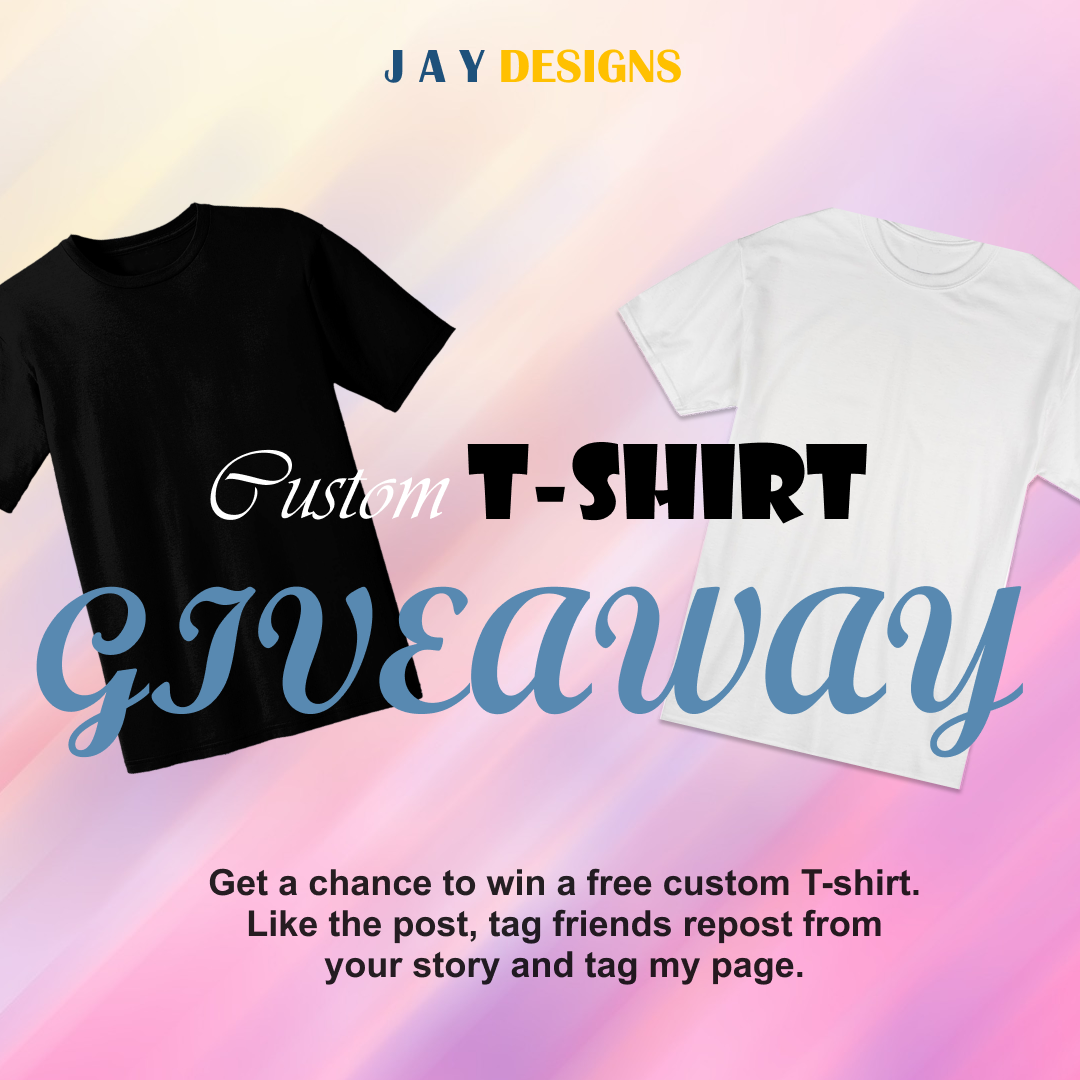 JAY DESIGNS
Custom T-SHIRT
GIVEAWAY
Get a chance to win a free custom T-shirt.
Like the post, tag friends repost from
your story and tag my page.